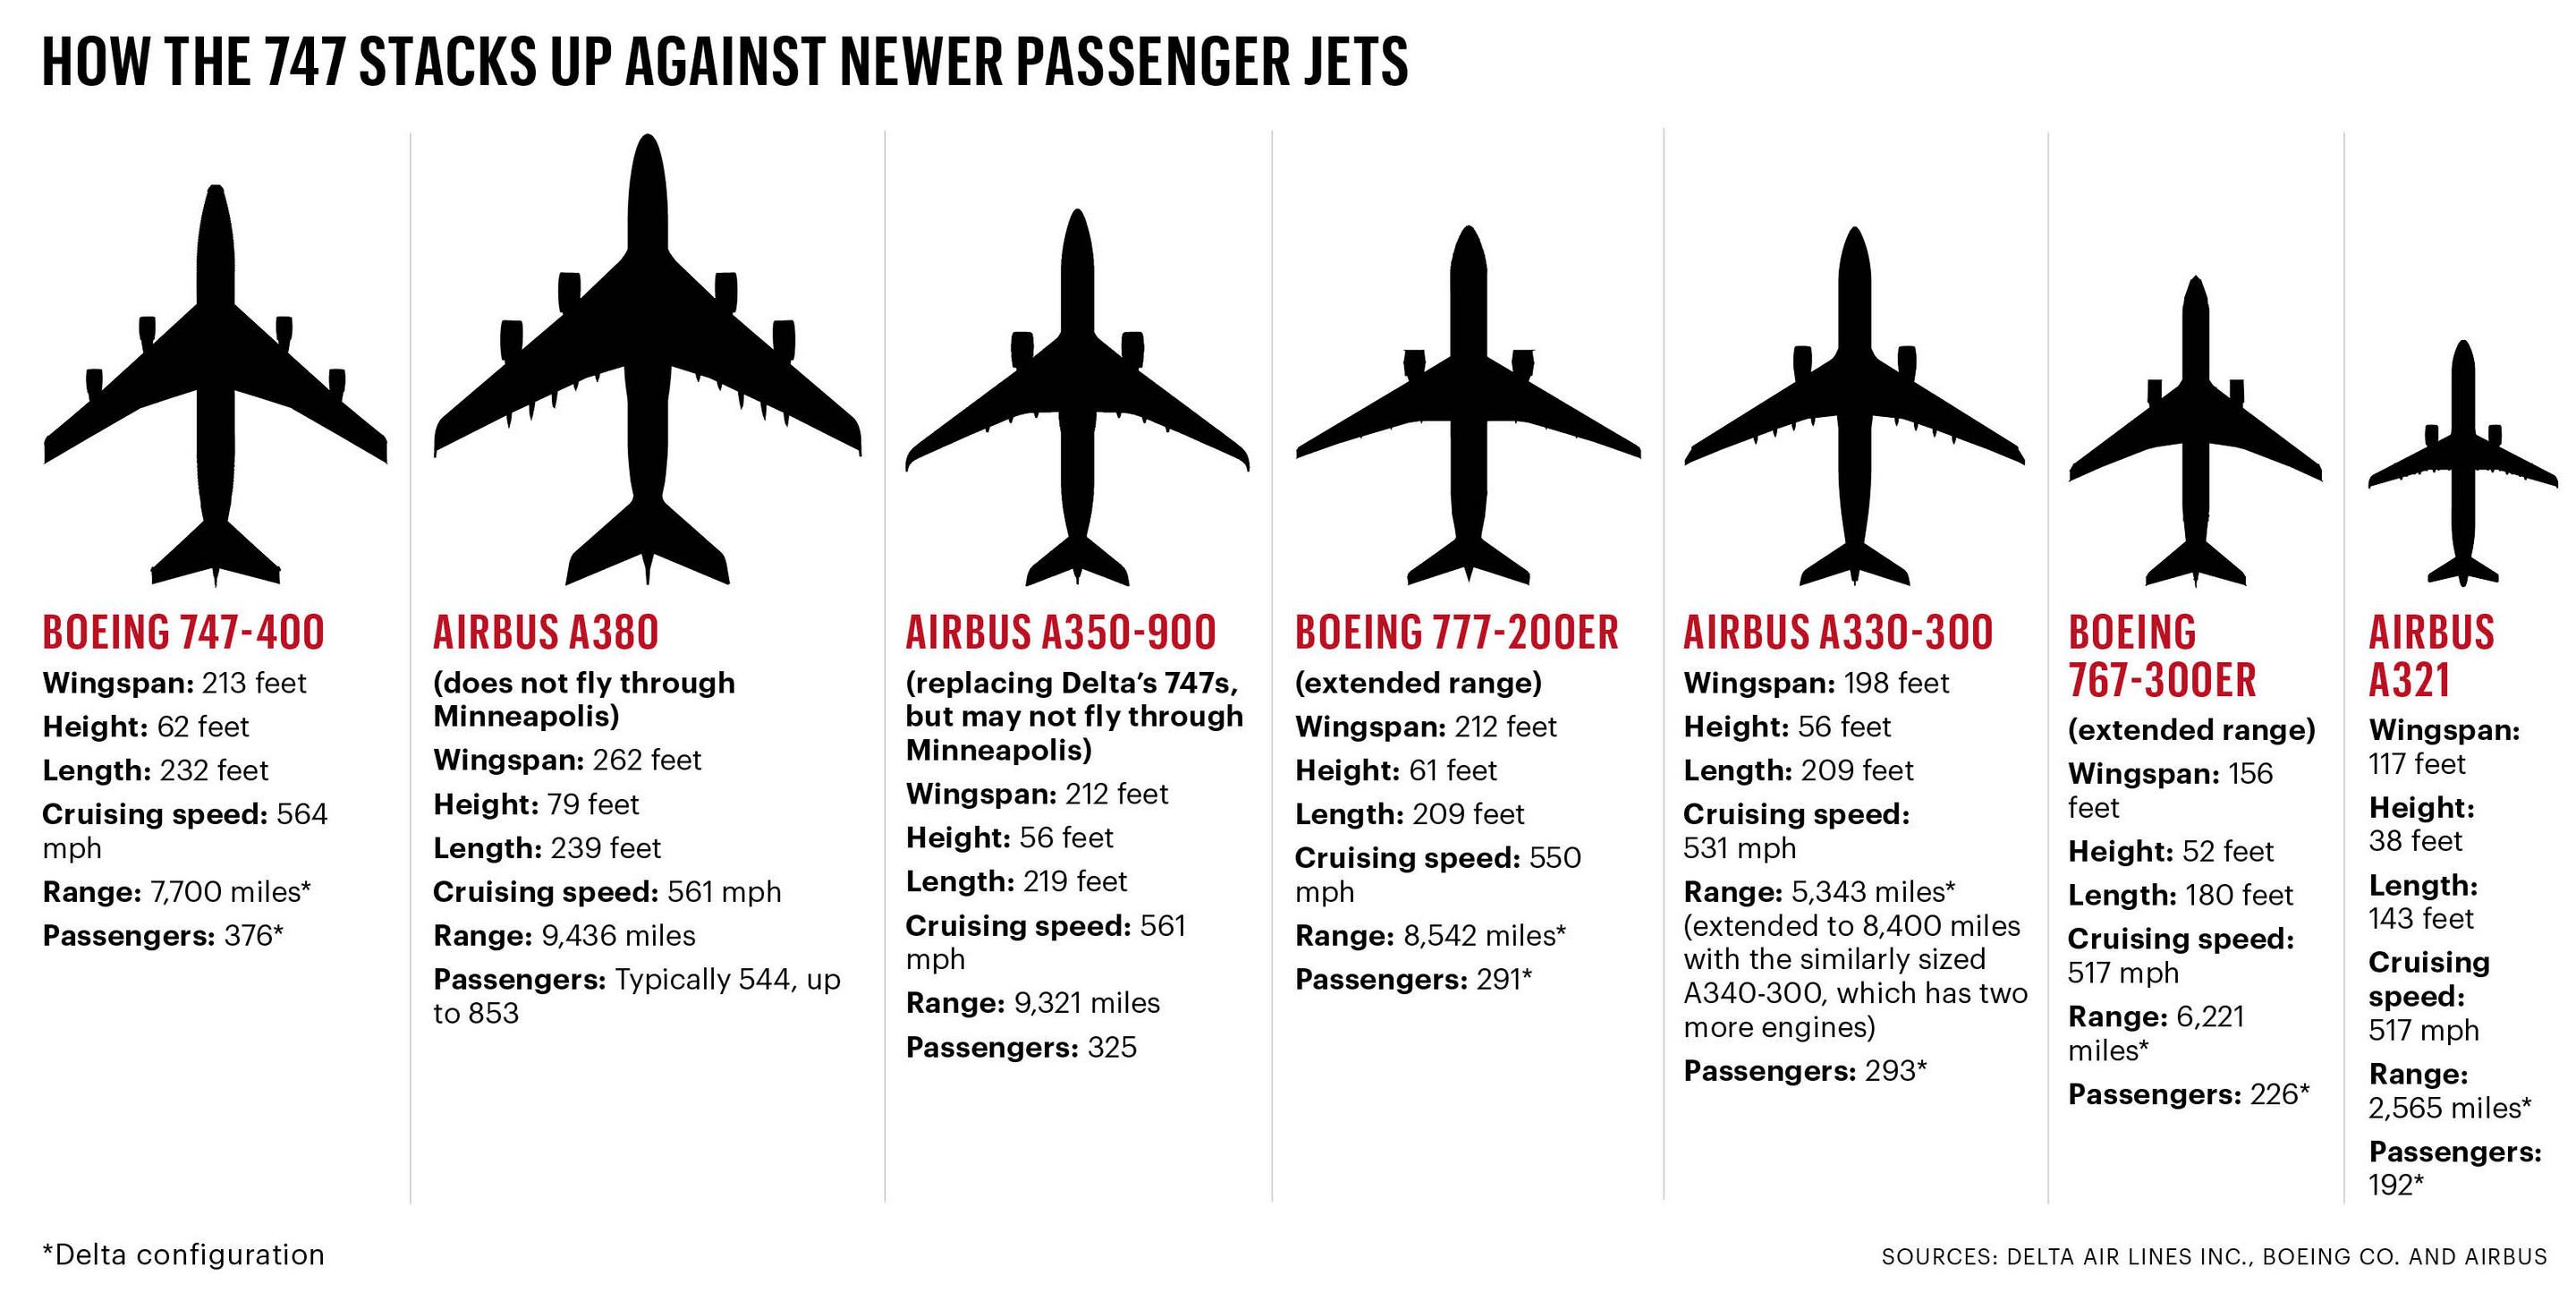 HOW THE 747 STACKS UP AGAINST NEWER PASSENGER JETS
BOEING 747-400
Wingspan: 213 feet
Height: 62 feet
Length: 232 feet
Cruising speed: 564
mph
Range: 7,700 miles*
Passengers: 376*
AIRBUS A380
(does not fly through
Minneapolis)
Wingspan: 262 feet
Height: 79 feet
Length: 239 feet
Cruising speed: 561 mph
Range: 9,436 miles
Passengers: Typically 544, up
to 853
AIRBUS A350-900
(replacing Delta’s 747s,
but may not fly through
Minneapolis)
Wingspan: 212 feet
Height: 56 feet
Length: 219 feet
Cruising speed: 561
mph
Range: 9,321 miles
Passengers: 325
BOEING 777-200ER
(extended range)
Wingspan: 212 feet
Height: 61 feet
Length: 209 feet
Cruising speed: 550
mph
Range: 8,542 miles*
Passengers: 291*
AIRBUS A330-300
Wingspan: 198 feet
Height: 56 feet
Length: 209 feet
Cruising speed:
531 mph
Range: 5,343 miles*
(extended to 8,400 miles
with the similarly sized
A340-300, which has two
more engines)
Passengers: 293*
BOEING
767-300ER
(extended range)
Wingspan: 156
feet
Height: 52 feet
Length: 180 feet
Cruising speed:
517 mph
Range: 6,221
miles*
Passengers: 226*
AIRBUS
A321
Wingspan:
117 feet
Height:
38 feet
Length:
143 feet
Cruising
speed:
517 mph
Range:
2,565 miles*
Passengers:
192*
*Delta configuration
SOURCES: DELTA AIR LINES INC., BOEING CO. AND AIRBUS